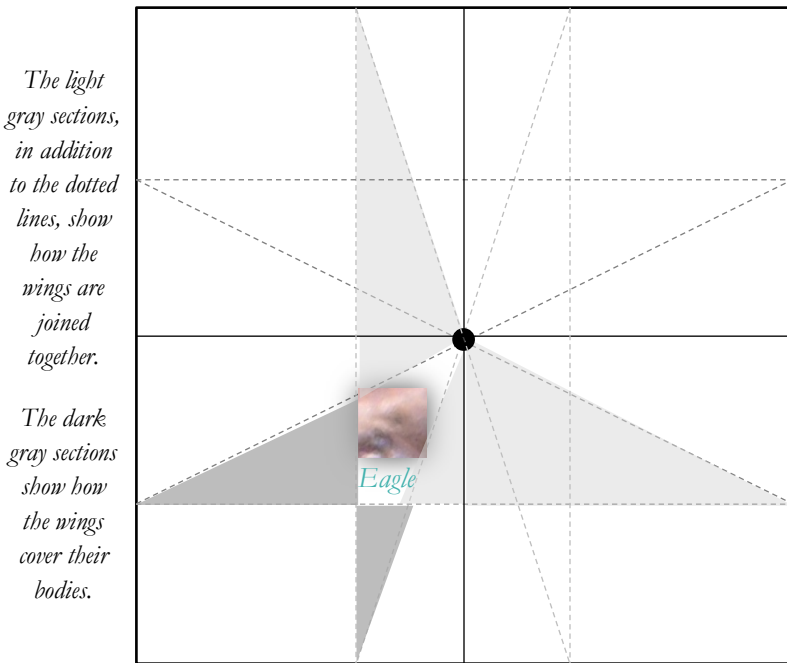 The light
gray sections,
in addition
to the dotted
lines, show
how the
wings are
joined
together.
The dark
gray sections
show how
the wings
cover their
bodies.
Eagle